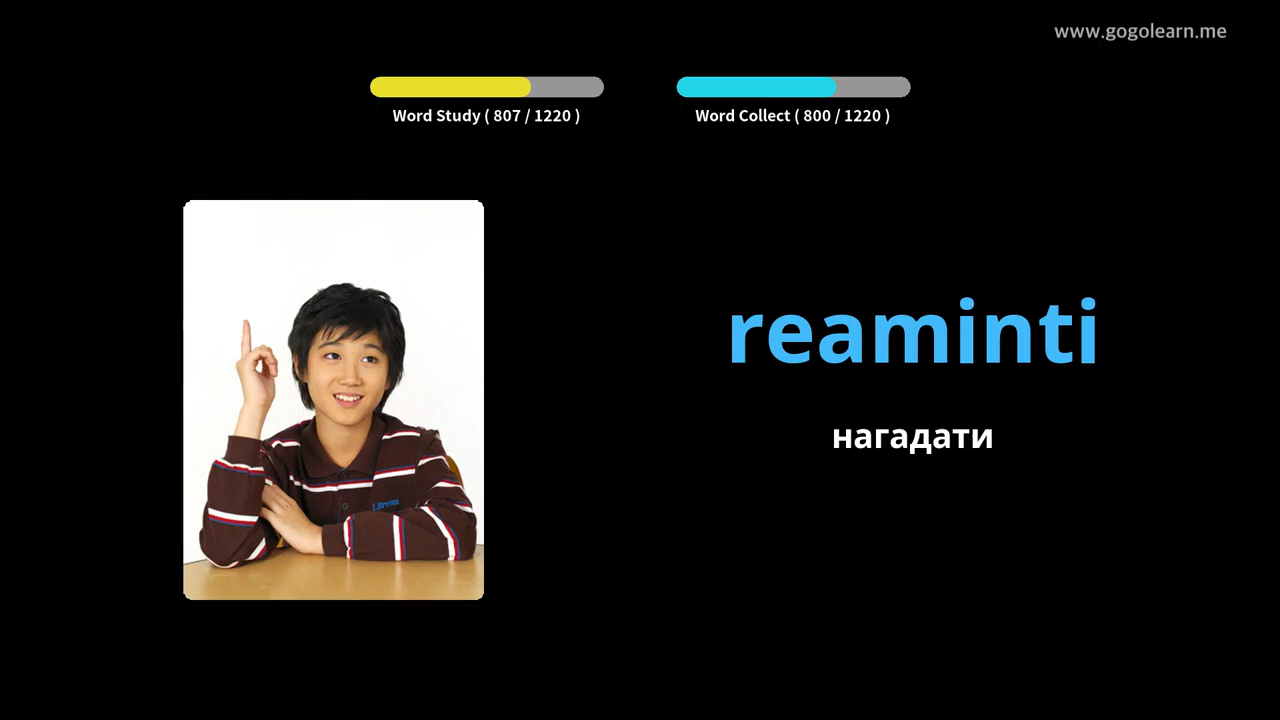 www.gogolearn.me
Word Study ( 807 / 1220 )
Word Collect ( 800 / 1220 )
reaminti
нагадати